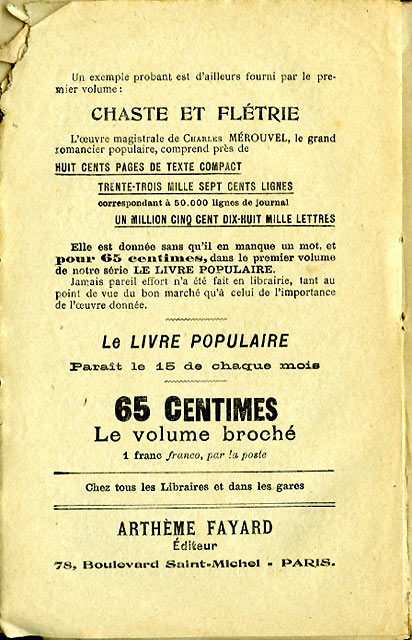 Un exemple probant est d'ailleurs fourni par le pre-
mier volume :
CHASTE ET FLÉTRIE
L'œuvre magistrale de CHARLES MÉROUVEL, le grand
romancier populaire, comprend près de
HUIT CENTS PAGES DE TEXTE COMPACT
TRENTE-TROIS MILLE SEPT CENTS LIGNES
correspondant à 50.000 lignes de journal
UN MILLION CINQ CENT DIX-HUIT MILLE LETTRES
Elle est donnée sans qu'il en manque un mot, et
pour 65 centimes, dans le premier volume
de notre série LE LIVRE POPULAIRE.
Jamais pareil effort n'a été fait en librairie, tant au
point de vue du bon marché qu'à celui de l'importance
de l'œuvre donnée.
Le LIVRE POPULAIRE
Paraît le 15 de chaque mois
65 CENTIMES
Le volume broché
1 franc franco, par la poste
Chez tous les Libraires et dans les gares
ARTHÈME FAYARD
Éditeur
78, Boulevard Saint-Michel - PARIS.